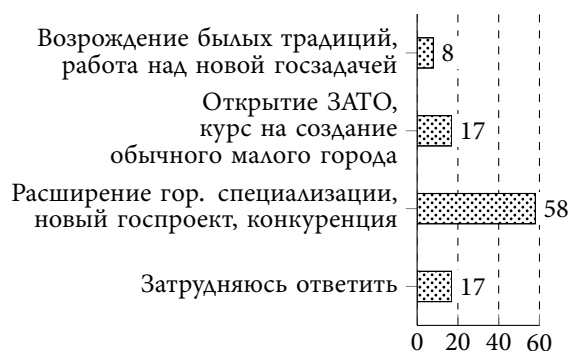 Возрождение былых традиций,
работа над новой госзадачей
8
Открытие ЗАТО,
курс на создание
обычного малого города
17
Расширение гор. специализации,
новый госпроект, конкуренция
58
Затрудняюсь ответить
17
0 20 40 60